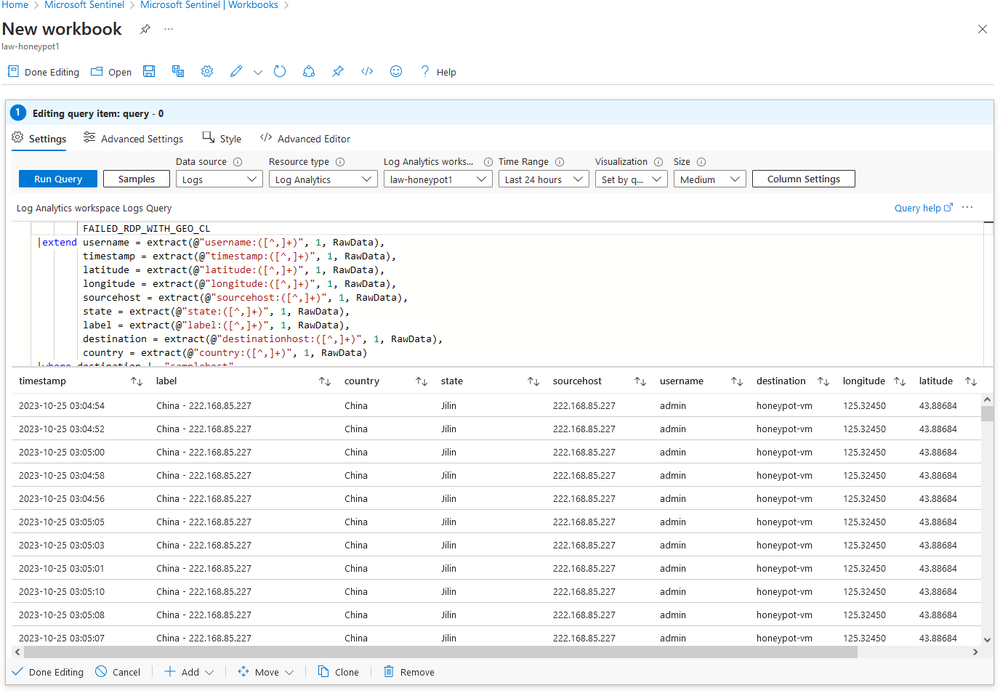 Home > Microsoft Sentinel > Microsoft Sentinel | Workbooks >
New workbook ...
law-honeypot1
Done Editing Open Help
1 Editing query item: query - 0
Settings Advanced Settings Style Advanced Editor
Data source Resource type Log Analytics works... Time Range Visualization Size
Run Query Samples Logs Log Analytics law-honeypot1 Last 24 hours Set by q... Medium Column Settings
Log Analytics workspace Logs Query Query help ...
FAILED_RDP_WITH_GEO_CL
|extend username = extract(@"username:([^,]+)", 1, RawData),
timestamp = extract(@"timestamp:([^,]+)", 1, RawData),
latitude = extract(@"latitude:([^,]+)", 1, RawData),
longitude = extract(@"longitude:([^,]+)", 1, RawData),
sourcehost = extract(@"sourcehost:([^,]+)", 1, RawData),
state = extract(@"state:([^,]+)", 1, RawData),
label = extract(@"label:([^,]+)", 1, RawData),
destination = extract(@"destinationhost:([^,]+)", 1, RawData),
country = extract(@"country:([^,]+)", 1, RawData)
|where destination "samplehost"
timestamp label country state sourcehost username destination longitude latitude
2023-10-25 03:04:54 China - 222.168.85.227 China Jilin 222.168.85.227 admin honeypot-vm 125.32450 43.88684
2023-10-25 03:04:52 China - 222.168.85.227 China Jilin 222.168.85.227 admin honeypot-vm 125.32450 43.88684
2023-10-25 03:05:00 China - 222.168.85.227 China Jilin 222.168.85.227 admin honeypot-vm 125.32450 43.88684
2023-10-25 03:04:58 China - 222.168.85.227 China Jilin 222.168.85.227 admin honeypot-vm 125.32450 43.88684
2023-10-25 03:04:56 China - 222.168.85.227 China Jilin 222.168.85.227 admin honeypot-vm 125.32450 43.88684
2023-10-25 03:05:05 China - 222.168.85.227 China Jilin 222.168.85.227 admin honeypot-vm 125.32450 43.88684
2023-10-25 03:05:03 China - 222.168.85.227 China Jilin 222.168.85.227 admin honeypot-vm 125.32450 43.88684
2023-10-25 03:05:01 China - 222.168.85.227 China Jilin 222.168.85.227 admin honeypot-vm 125.32450 43.88684
2023-10-25 03:05:10 China - 222.168.85.227 China Jilin 222.168.85.227 admin honeypot-vm 125.32450 43.88684
2023-10-25 03:05:08 China - 222.168.85.227 China Jilin 222.168.85.227 admin honeypot-vm 125.32450 43.88684
2023-10-25 03:05:07 China - 222.168.85.227 China Jilin 222.168.85.227 admin honeypot-vm 125.32450 43.88684
Done Editing Cancel Add Move Clone Remove